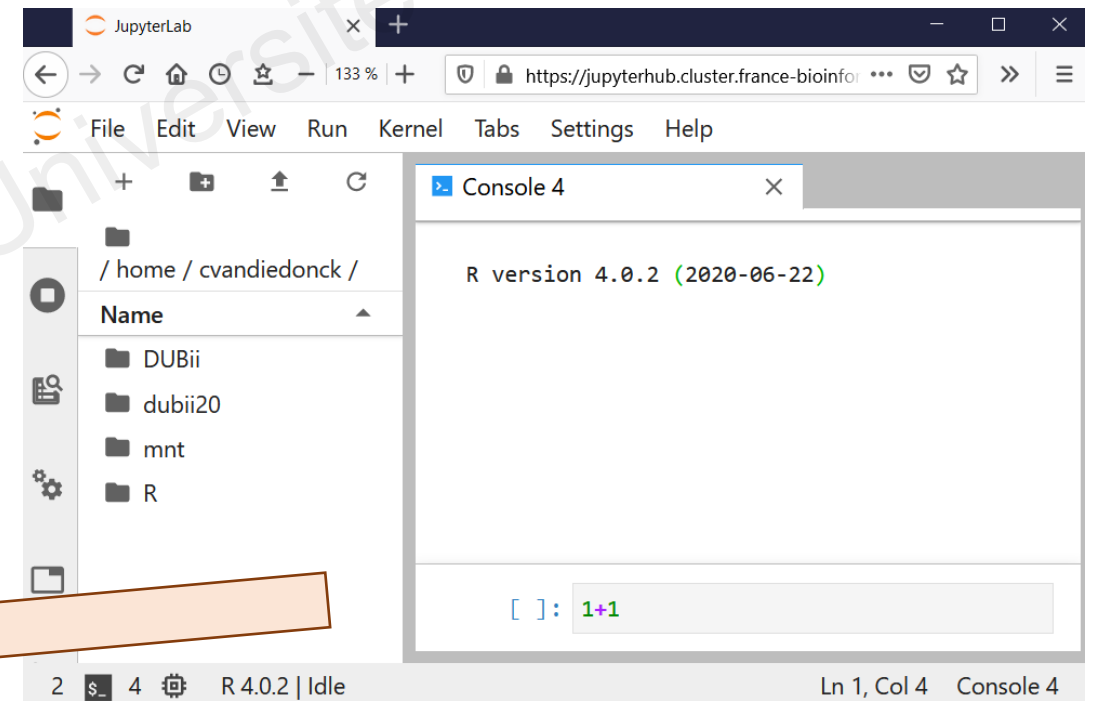 JupyterLab
133 %
https://jupyterhub.cluster.france-bioinfor
File Edit View Run Kernel Tabs Settings Help
Console 4
/ home / cvandiedonck /
Name
DUBii
dubii20
mnt
R
R version 4.0.2 (2020-06-22)
[ ]: 1+1
2 $_ 4 R 4.0.2 | Idle Ln 1, Col 4 Console 4
Universite